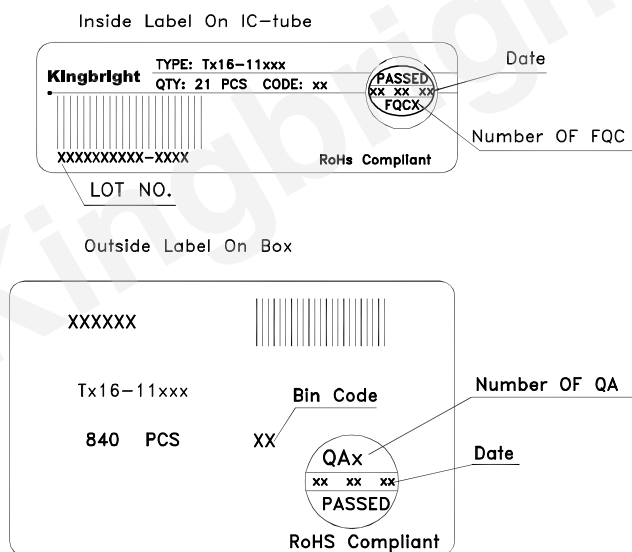 Inside Label On IC-tube
Kingbright
TYPE: Tx16-11xxx
QTY: 21 PCS CODE: xx
PASSED
xx xx xx
FQCX
Date
Number OF FQC
XXXXXXXXXX-XXXX
RoHs Compliant
LOT NO.
Outside Label On Box
XXXXXX
Tx16-11xxx
Bin Code
Number OF QA
840 PCS
XX
QAx
Date
xx xx xx
PASSED
RoHS Compliant
Kingbright